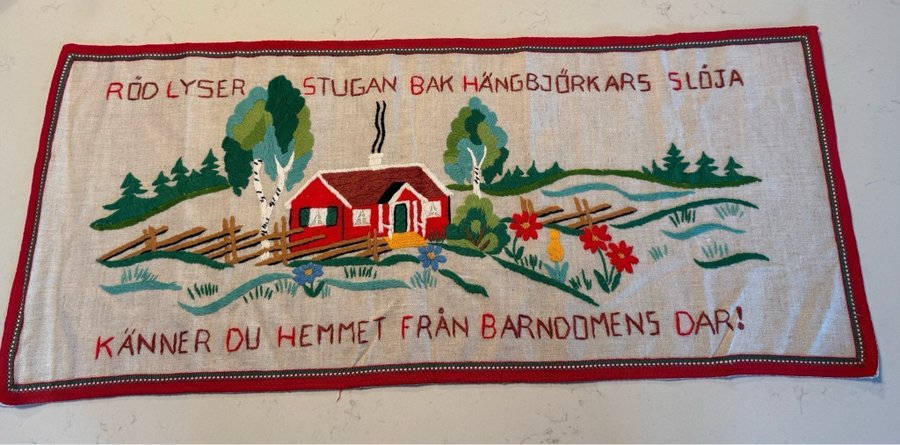 RÖD LYSER STUGAN BAK HÄNGBJÖRKARS SLÖJA
KÄNNER DU HEMMET FRÅN BARNDOMENS DAR!